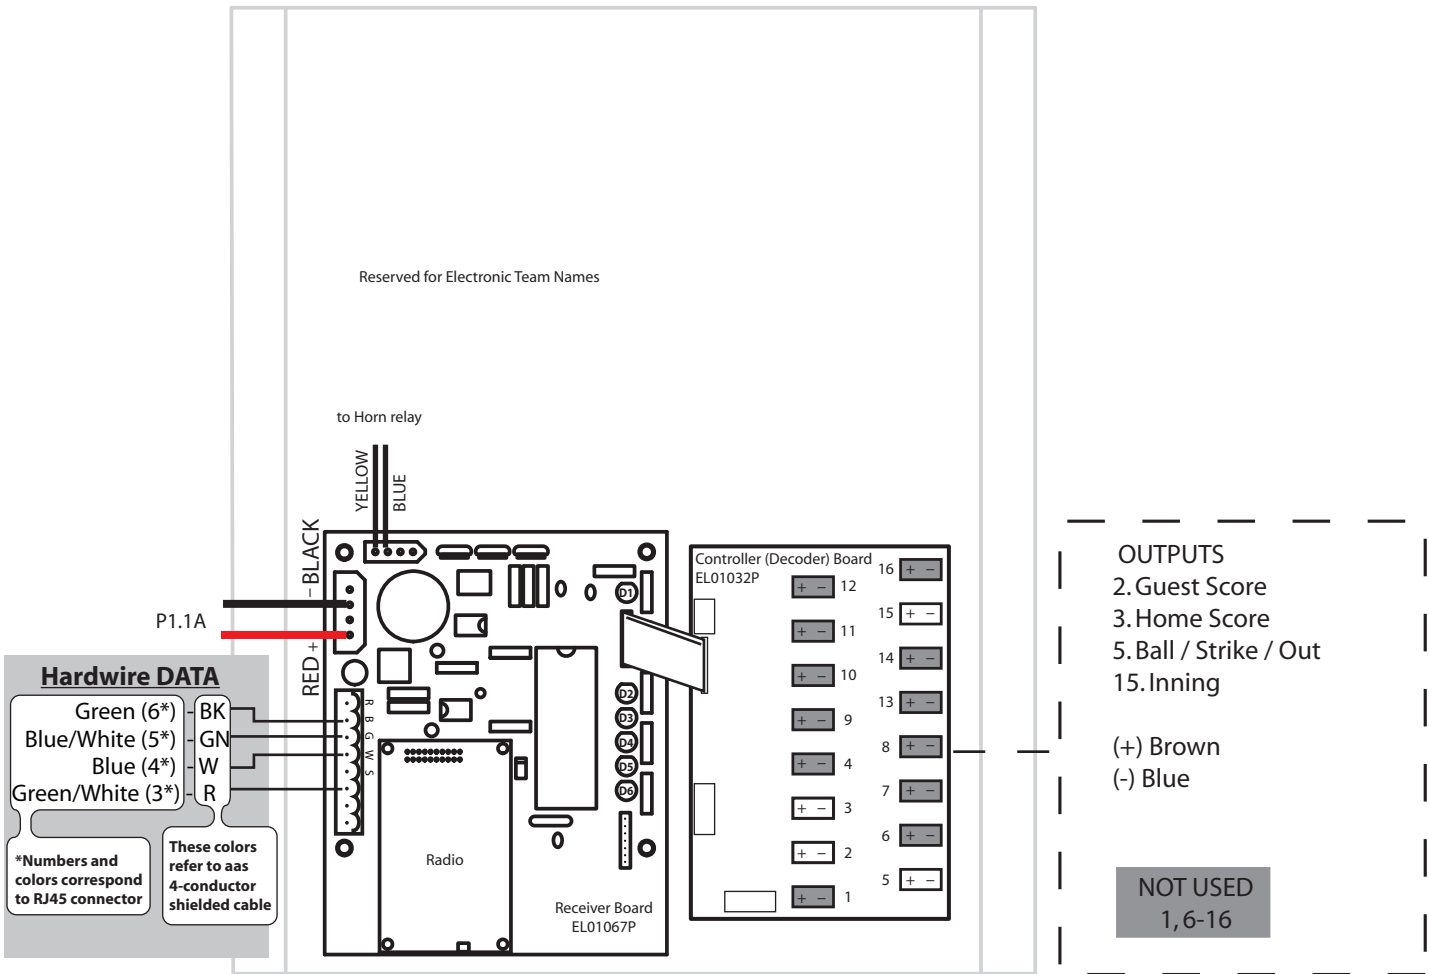 Reserved for Electronic Team Names
to Horn relay
YELLOW
BLUE
– BLACK
RED +
P1.1A
Hardwire DATA
Green (6*) - BK
Blue/White (5*) - GN
Blue (4*) - W
Green/White (3*) - R
*Numbers and
colors correspond
to RJ45 connector
These colors
refer to aas
4-conductor
shielded cable
R
B
G
W
S
D1
D2
D3
D4
D5
D6
Radio
Receiver Board
EL01067P
Controller (Decoder) Board
EL01032P
+ – 12
+ – 11
+ – 10
+ – 9
+ – 4
+ – 3
+ – 2
+ – 1
16 + –
15 + –
14 + –
13 + –
8 + –
7 + –
6 + –
5 + –
OUTPUTS
2. Guest Score
3. Home Score
5. Ball / Strike / Out
15. Inning
(+) Brown
(-) Blue
NOT USED
1, 6-16